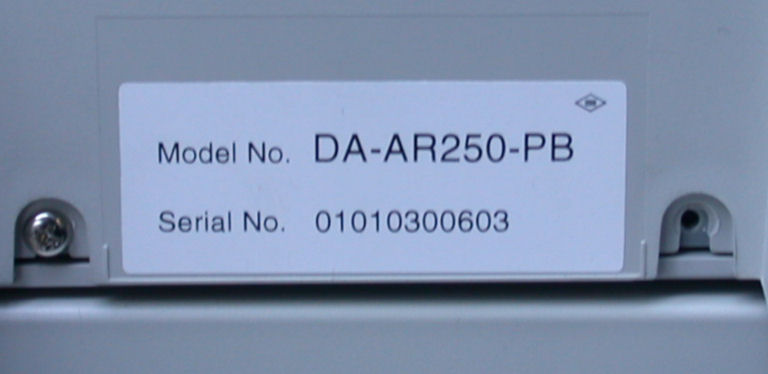 Model No. DA-AR250-PB
Serial No. 01010300603